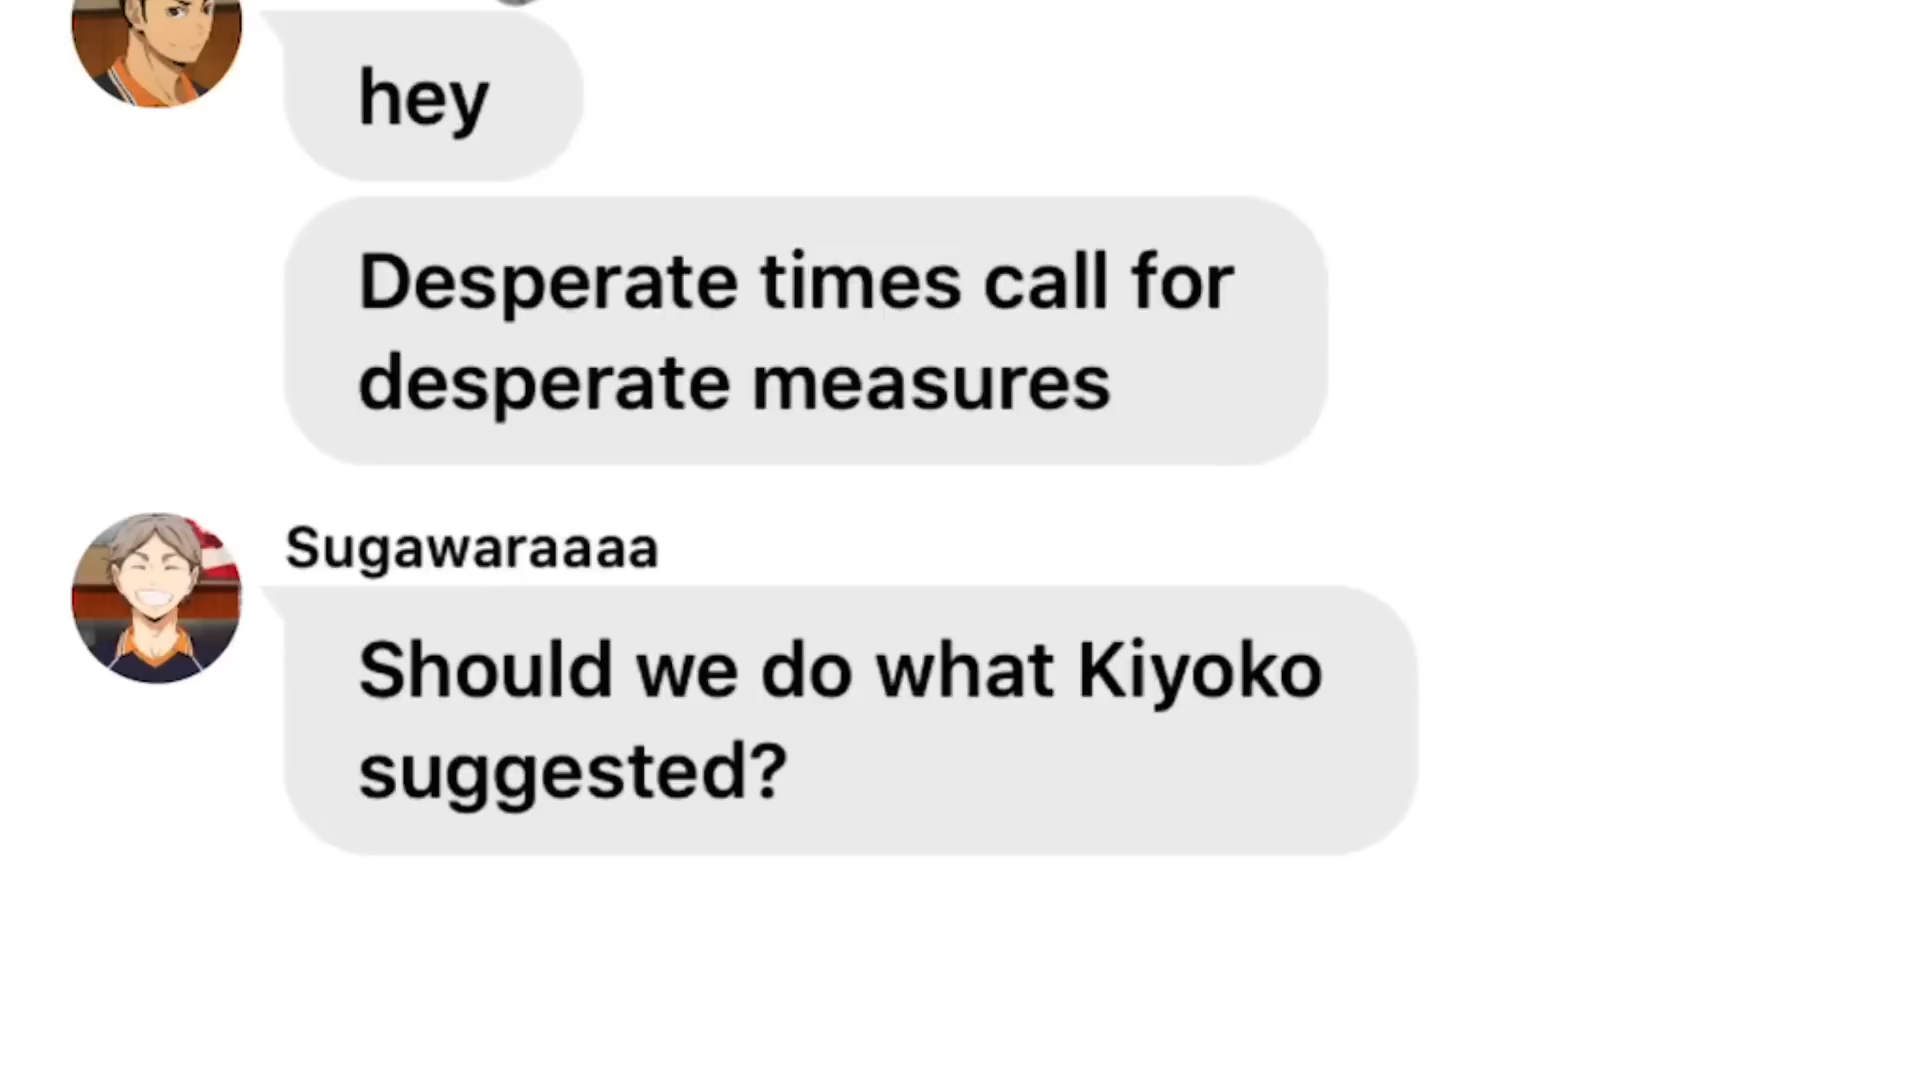 hey
Desperate times call for
desperate measures
Sugawaraaaa
Should we do what Kiyoko
suggested?